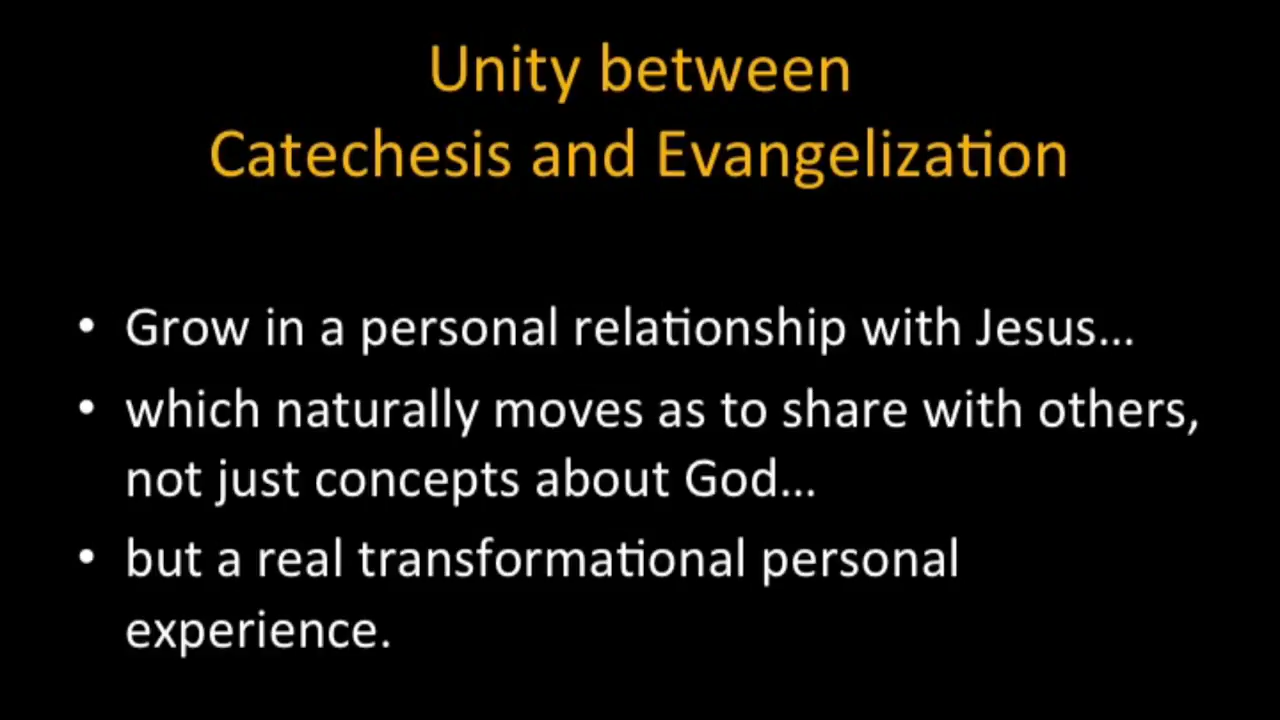 Unity between
Catechesis and Evangelization
• Grow in a personal relationship with Jesus...
• which naturally moves as to share with others,
not just concepts about God...
• but a real transformational personal
experience.